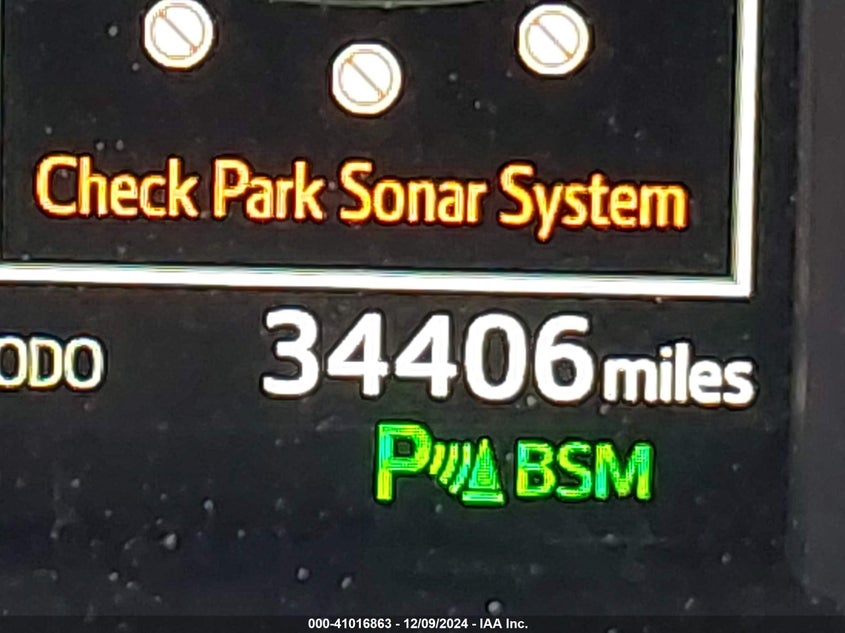 Check Park Sonar System
ODO 34406 miles
P BSM
000-41016863 - 12/09/2024 - IAA Inc.